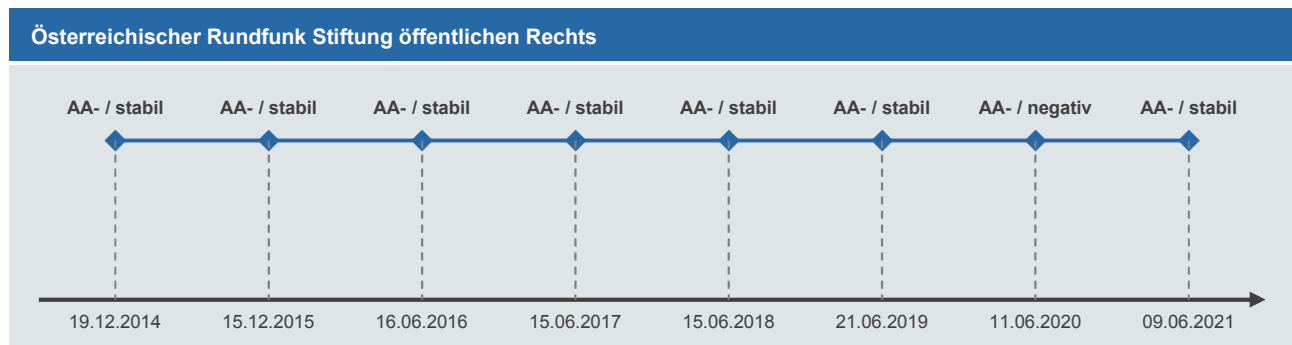 Österreichischer Rundfunk Stiftung öffentlichen Rechts
AA- / stabil AA- / stabil AA- / stabil AA- / stabil AA- / stabil AA- / stabil AA- / negativ AA- / stabil
19.12.2014 15.12.2015 16.06.2016 15.06.2017 15.06.2018 21.06.2019 11.06.2020 09.06.2021